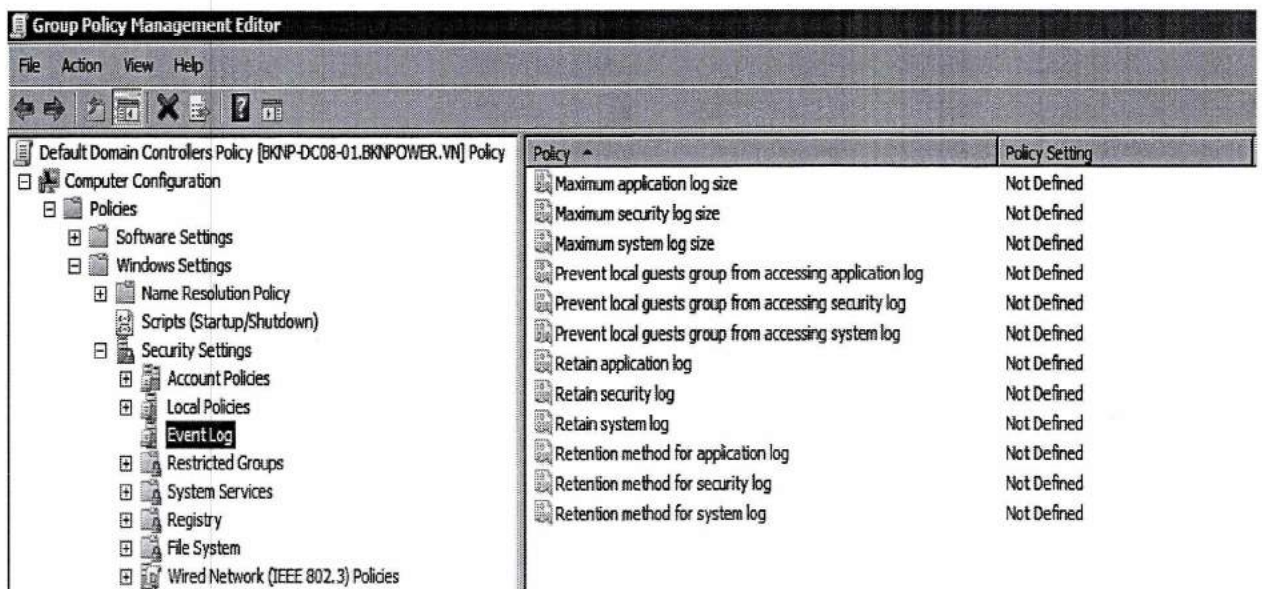 Group Policy Management Editor
File Action View Help
Default Domain Controllers Policy [BKNP-DC08-01.BKNPOWER.VN] Policy
Computer Configuration
Policies
Software Settings
Windows Settings
Name Resolution Policy
Scripts (Startup/Shutdown)
Security Settings
Account Policies
Local Policies
Event Log
Restricted Groups
System Services
Registry
File System
Wired Network (IEEE 802.3) Policies
Policy Policy Setting
Maximum application log size Not Defined
Maximum security log size Not Defined
Maximum system log size Not Defined
Prevent local guests group from accessing application log Not Defined
Prevent local guests group from accessing security log Not Defined
Prevent local guests group from accessing system log Not Defined
Retain application log Not Defined
Retain security log Not Defined
Retain system log Not Defined
Retention method for application log Not Defined
Retention method for security log Not Defined
Retention method for system log Not Defined